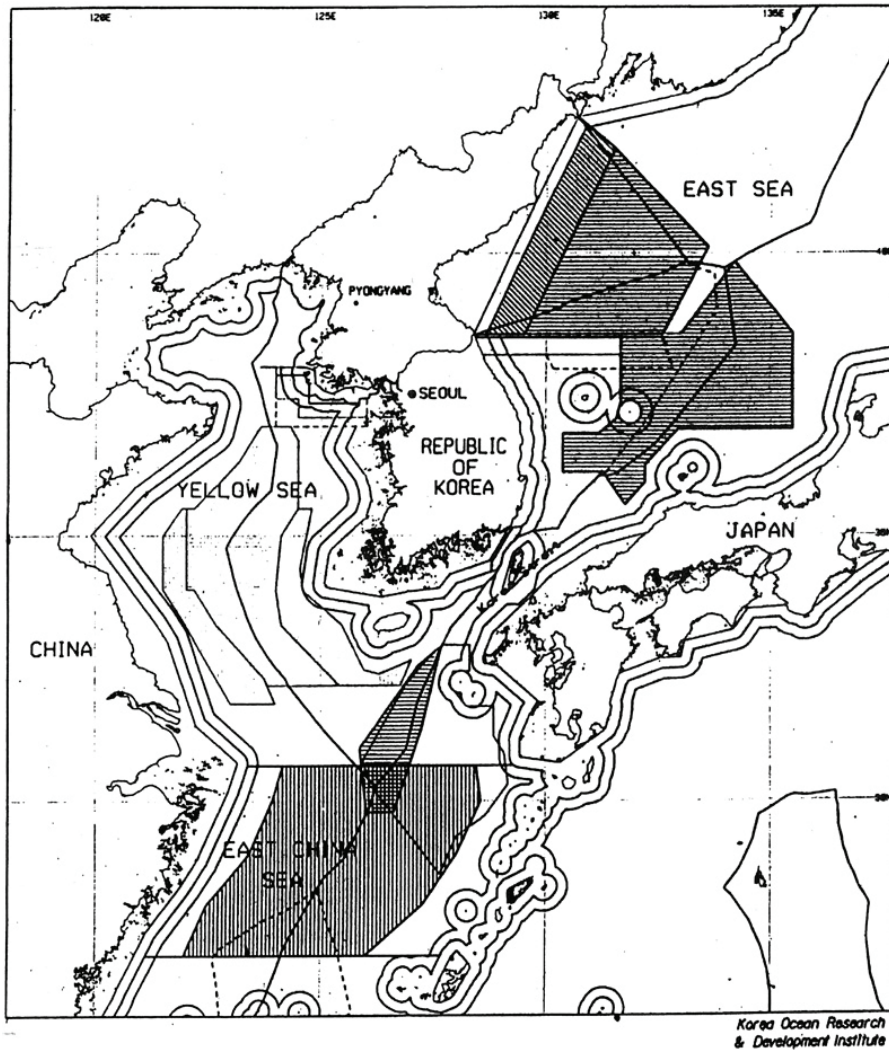 120E 125E 130E 135E
EAST SEA
PYONGYANG
SEOUL
REPUBLIC
OF
KOREA
YELLOW SEA
JAPAN
CHINA
EAST CHINA
SEA
Korea Ocean Research
& Development Institute